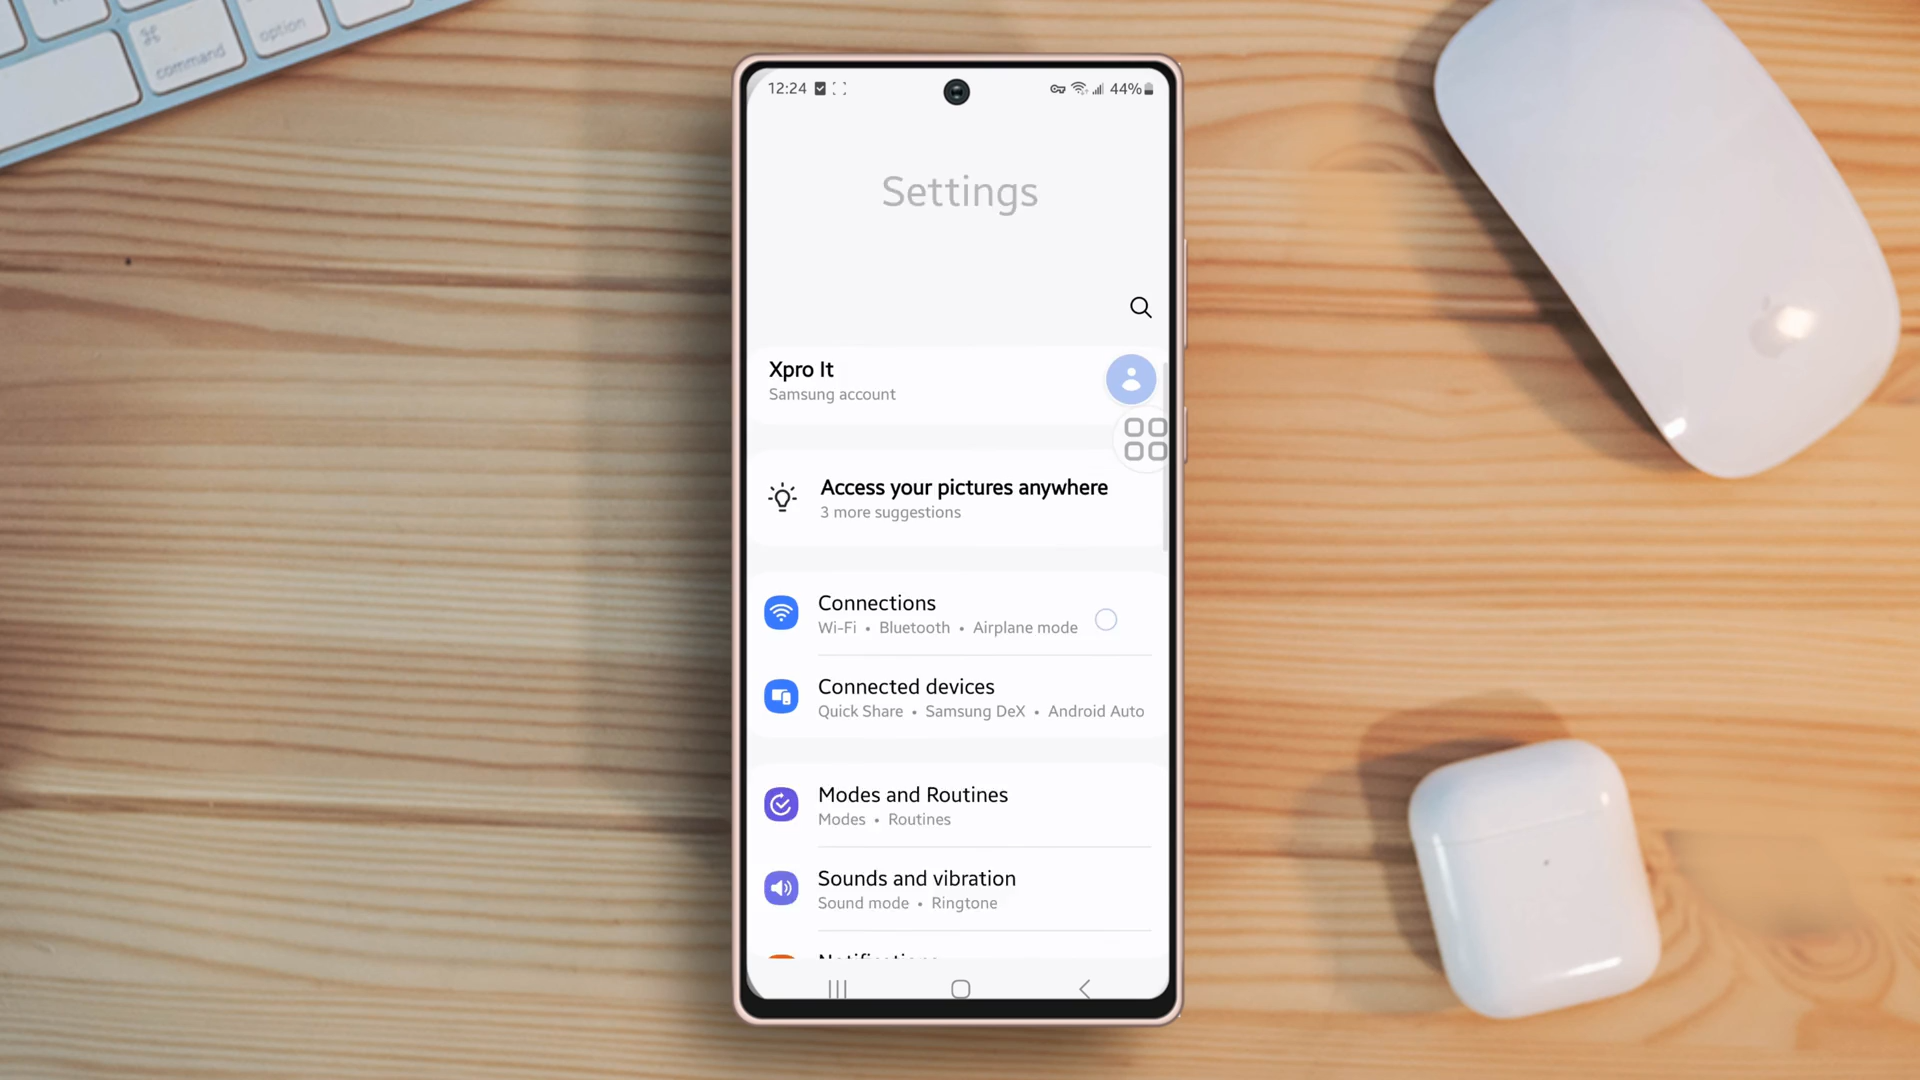 command
option
12:24
44%
Settings
Xpro It
Samsung account
Access your pictures anywhere
3 more suggestions
Connections
Wi-Fi • Bluetooth • Airplane mode
Connected devices
Quick Share • Samsung DeX • Android Auto
Modes and Routines
Modes • Routines
Sounds and vibration
Sound mode • Ringtone